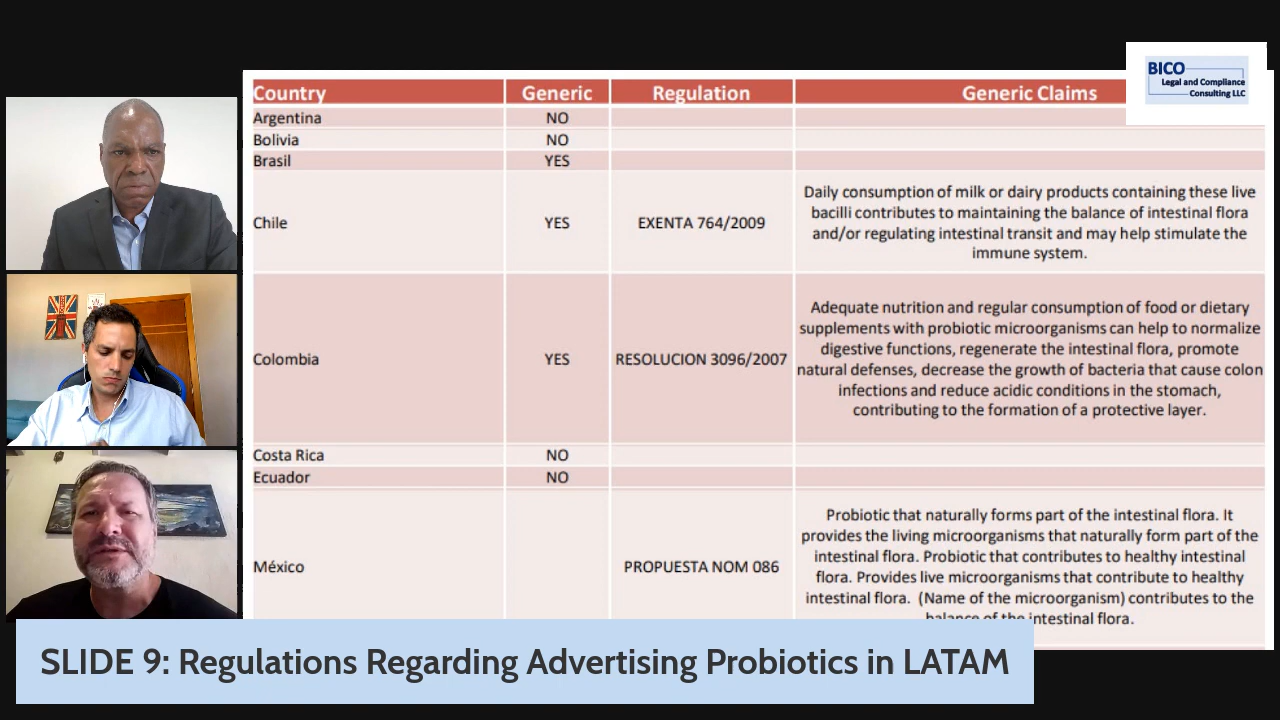 BICO
Legal and Compliance
Consulting LLC
Country Generic Regulation Generic Claims
Argentina NO
Bolivia NO
Brasil YES
Chile YES EXENTA 764/2009
Daily consumption of milk or dairy products containing these live
bacilli contributes to maintaining the balance of intestinal flora
and/or regulating intestinal transit and may help stimulate the
immune system.
Colombia YES RESOLUCION 3096/2007
Adequate nutrition and regular consumption of food or dietary
supplements with probiotic microorganisms can help to normalize
digestive functions, regenerate the intestinal flora, promote
natural defenses, decrease the growth of bacteria that cause colon
infections and reduce acidic conditions in the stomach,
contributing to the formation of a protective layer.
Costa Rica NO
Ecuador NO
México PROPUESTA NOM 086
Probiotic that naturally forms part of the intestinal flora. It
provides the living microorganisms that naturally form part of the
intestinal flora. Probiotic that contributes to healthy intestinal
flora. Provides live microorganisms that contribute to healthy
intestinal flora. (Name of the microorganism) contributes to the
balance of the intestinal flora.
SLIDE 9: Regulations Regarding Advertising Probiotics in LATAM